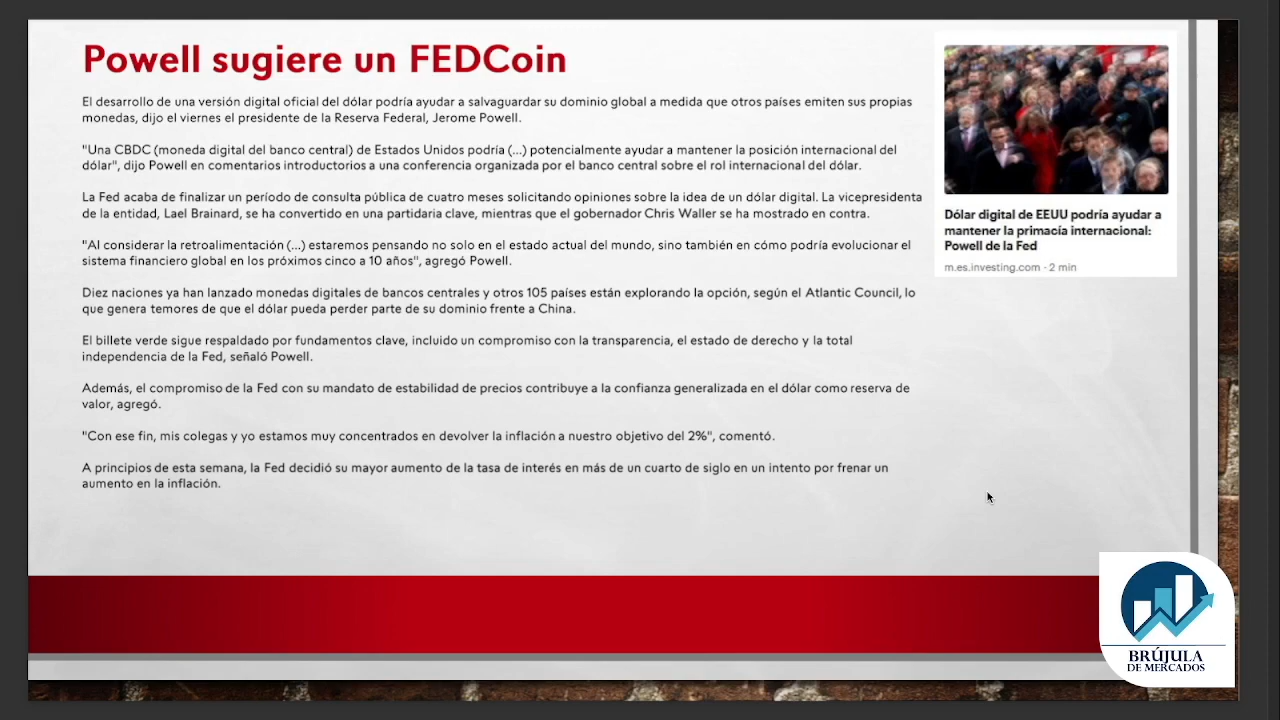 Powell sugiere un FEDCoin
El desarrollo de una versión digital oficial del dólar podría ayudar a salvaguardar su dominio global a medida que otros países emiten sus propias
monedas, dijo el viernes el presidente de la Reserva Federal, Jerome Powell.
"Una CBDC (moneda digital del banco central) de Estados Unidos podría (...) potencialmente ayudar a mantener la posición internacional del
dólar", dijo Powell en comentarios introductorios a una conferencia organizada por el banco central sobre el rol internacional del dólar.
La Fed acaba de finalizar un período de consulta pública de cuatro meses solicitando opiniones sobre la idea de un dólar digital. La vicepresidenta
de la entidad, Lael Brainard, se ha convertido en una partidaria clave, mientras que el gobernador Chris Waller se ha mostrado en contra.
"Al considerar la retroalimentación (...) estaremos pensando no solo en el estado actual del mundo, sino también en cómo podría evolucionar el
sistema financiero global en los próximos cinco a 10 años", agregó Powell.
Diez naciones ya han lanzado monedas digitales de bancos centrales y otros 105 países están explorando la opción, según el Atlantic Council, lo
que genera temores de que el dólar pueda perder parte de su dominio frente a China.
El billete verde sigue respaldado por fundamentos clave, incluido un compromiso con la transparencia, el estado de derecho y la total
independencia de la Fed, señaló Powell.
Además, el compromiso de la Fed con su mandato de estabilidad de precios contribuye a la confianza generalizada en el dólar como reserva de
valor, agregó.
"Con ese fin, mis colegas y yo estamos muy concentrados en devolver la inflación a nuestro objetivo del 2%", comentó.
A principios de esta semana, la Fed decidió su mayor aumento de la tasa de interés en más de un cuarto de siglo en un intento por frenar un
aumento en la inflación.
Dólar digital de EEUU podría ayudar a
mantener la primacía internacional:
Powell de la Fed
m.es.investing.com · 2 min
BRÚJULA
DE MERCADOS